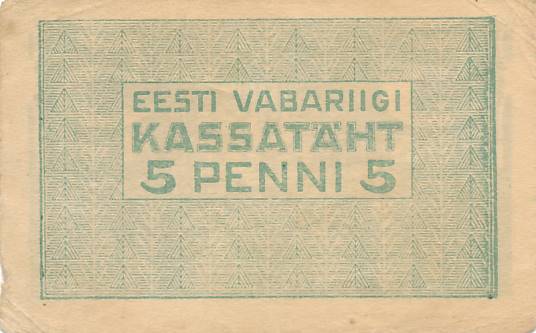 EESTI VABARIIGI
KASSATÄHT
5 PENNI 5